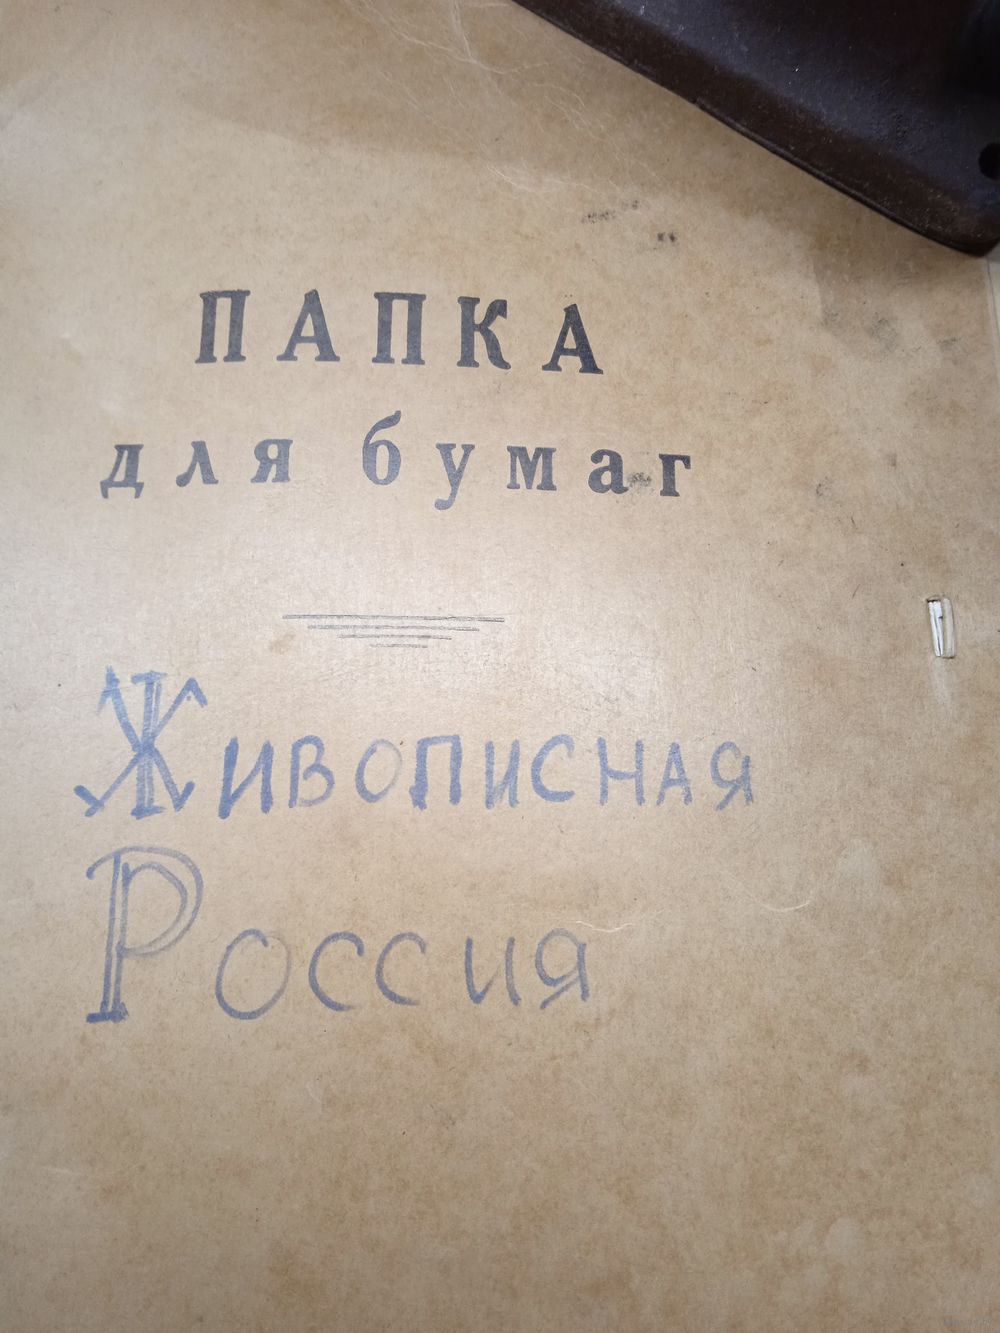 ПАПКА
для бумаг
Живописная
Россия